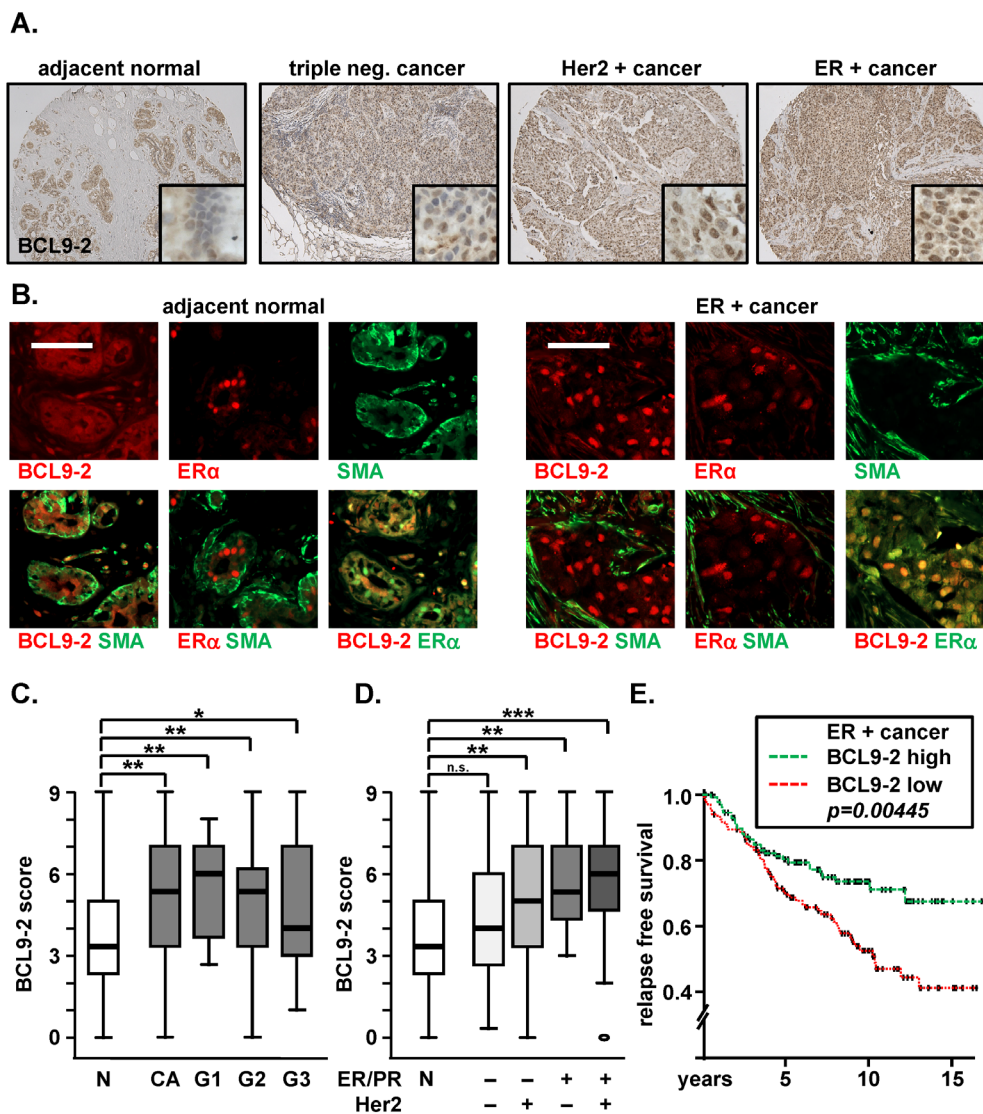 A.
adjacent normal triple neg. cancer Her2 + cancer ER + cancer
BCL9-2
B.
adjacent normal ER + cancer
BCL9-2 ERα SMA BCL9-2 ERα SMA
BCL9-2 SMA ERα SMA BCL9-2 ERα BCL9-2 SMA ERα SMA BCL9-2 ERα
C.
*
**
**
**
BCL9-2 score
9
6
3
0
N CA G1 G2 G3
D.
***
**
**
n.s.
BCL9-2 score
9
6
3
0
ER/PR N – – + +
Her2 – + – +
E.
ER + cancer
BCL9-2 high
BCL9-2 low
p=0.00445
relapse free survival
1.0
0.8
0.6
0.4
years 5 10 15